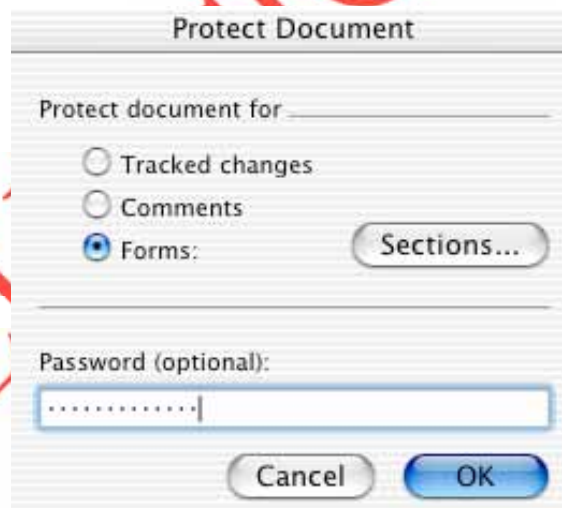 Protect Document
Protect document for
Tracked changes
Comments
Forms:
Sections...
Password (optional):
·············
Cancel
OK